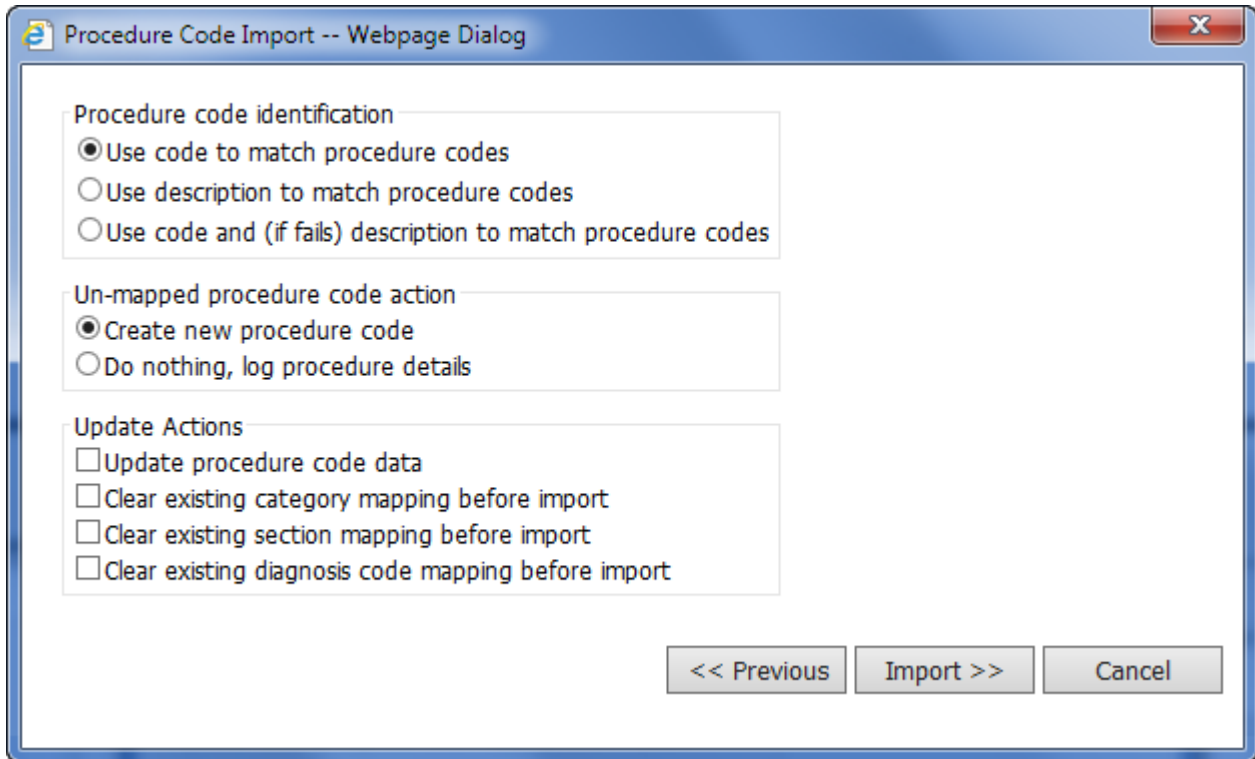 Procedure Code Import -- Webpage Dialog
Procedure code identification
Use code to match procedure codes
Use description to match procedure codes
Use code and (if fails) description to match procedure codes
Un-mapped procedure code action
Create new procedure code
Do nothing, log procedure details
Update Actions
Update procedure code data
Clear existing category mapping before import
Clear existing section mapping before import
Clear existing diagnosis code mapping before import
<< Previous Import >> Cancel